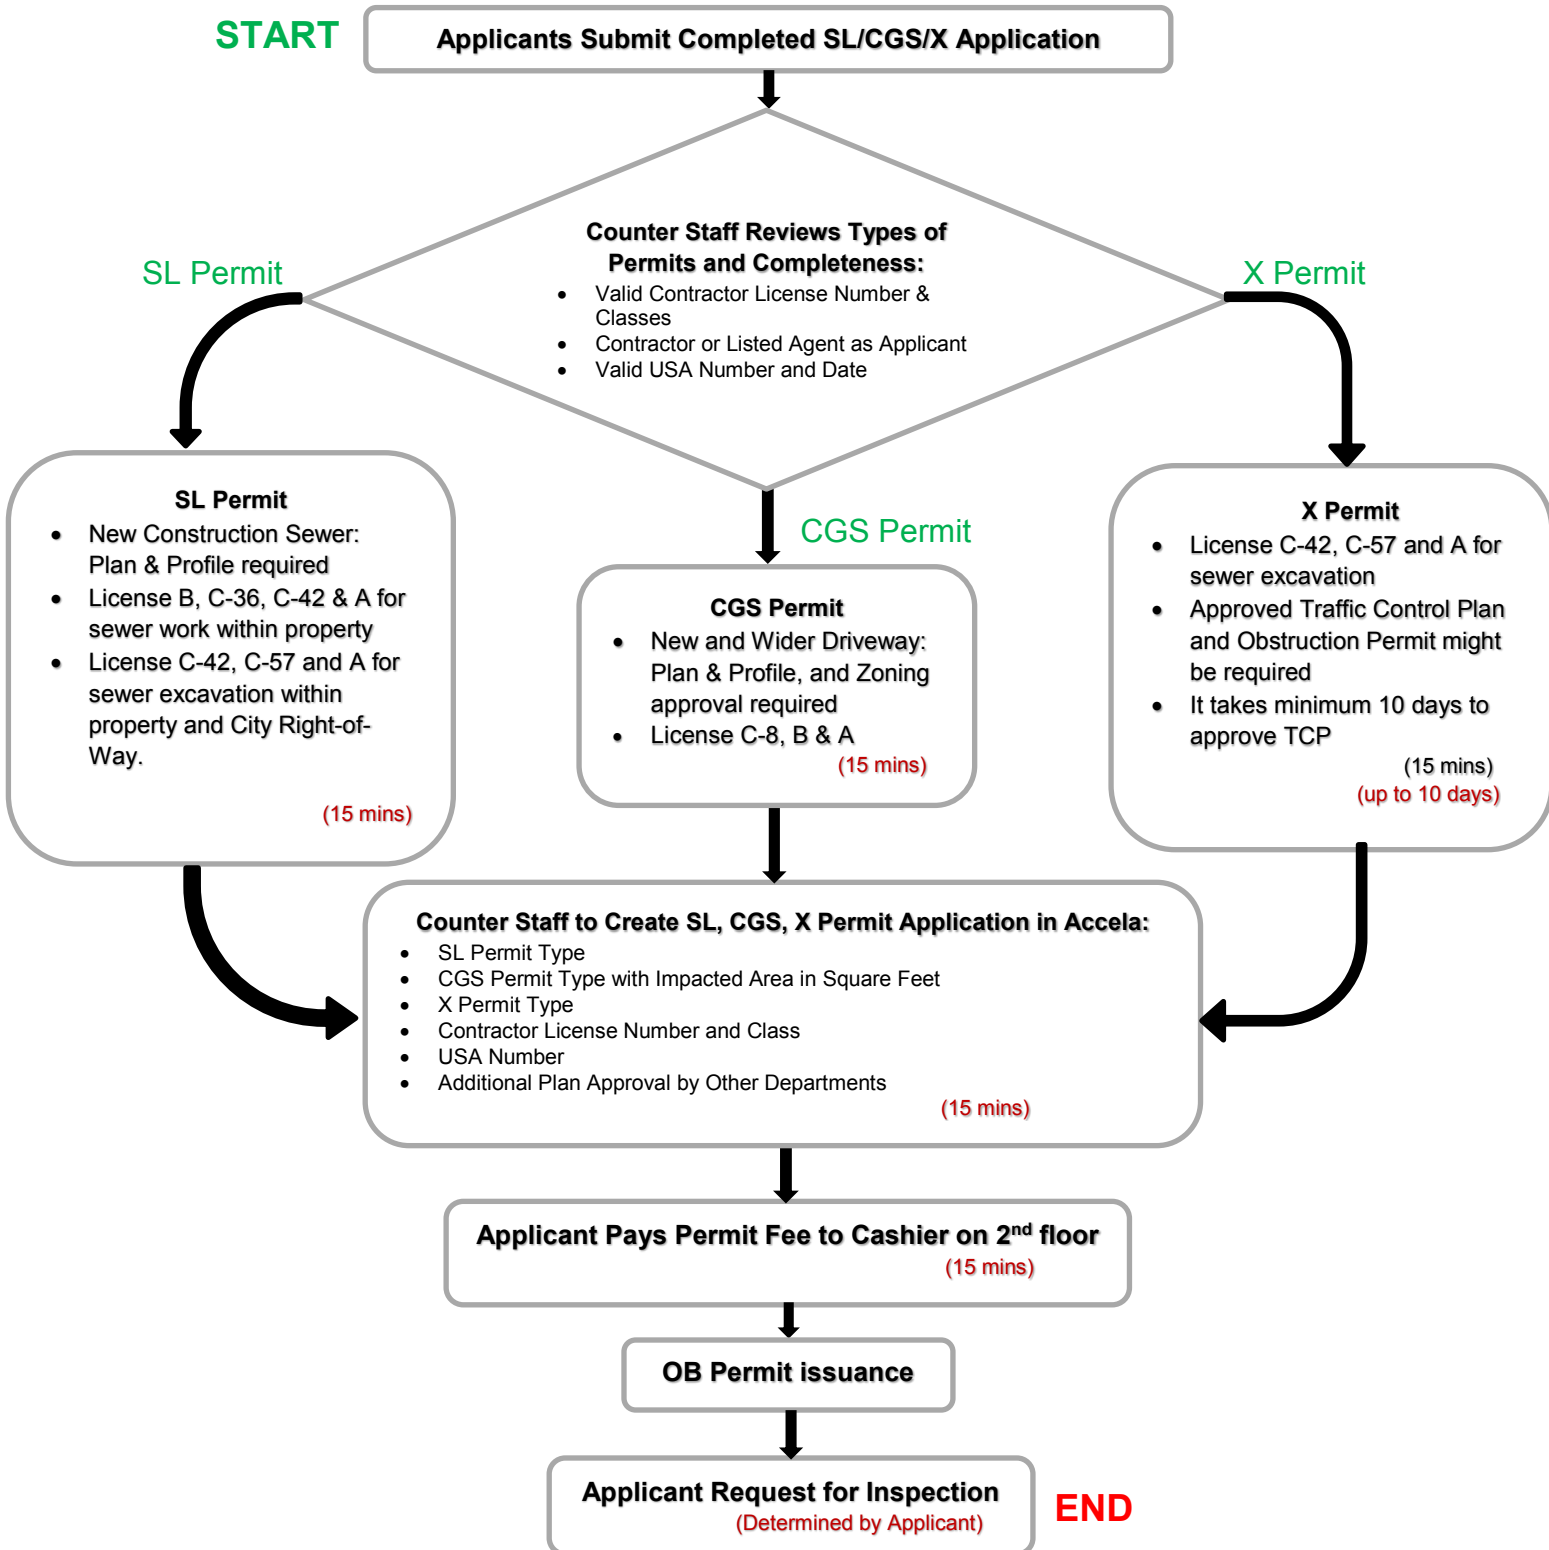 START
Applicants Submit Completed SL/CGS/X Application
Counter Staff Reviews Types of
Permits and Completeness:
• Valid Contractor License Number &
Classes
• Contractor or Listed Agent as Applicant
• Valid USA Number and Date
SL Permit
X Permit
CGS Permit
SL Permit
• New Construction Sewer:
Plan & Profile required
• License B, C-36, C-42 & A for
sewer work within property
• License C-42, C-57 and A for
sewer excavation within
property and City Right-of-
Way.
(15 mins)
CGS Permit
• New and Wider Driveway:
Plan & Profile, and Zoning
approval required
• License C-8, B & A
(15 mins)
X Permit
• License C-42, C-57 and A for
sewer excavation
• Approved Traffic Control Plan
and Obstruction Permit might
be required
• It takes minimum 10 days to
approve TCP
(15 mins)
(up to 10 days)
Counter Staff to Create SL, CGS, X Permit Application in Accela:
• SL Permit Type
• CGS Permit Type with Impacted Area in Square Feet
• X Permit Type
• Contractor License Number and Class
• USA Number
• Additional Plan Approval by Other Departments
(15 mins)
Applicant Pays Permit Fee to Cashier on 2nd floor
(15 mins)
OB Permit issuance
Applicant Request for Inspection
(Determined by Applicant)
END